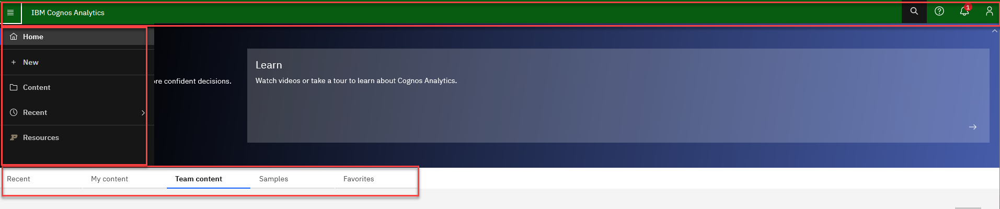 IBM Cognos Analytics
1
Home
New
Content
Recent
Resources
re confident decisions.
Learn
Watch videos or take a tour to learn about Cognos Analytics.
Recent My content Team content Samples Favorites